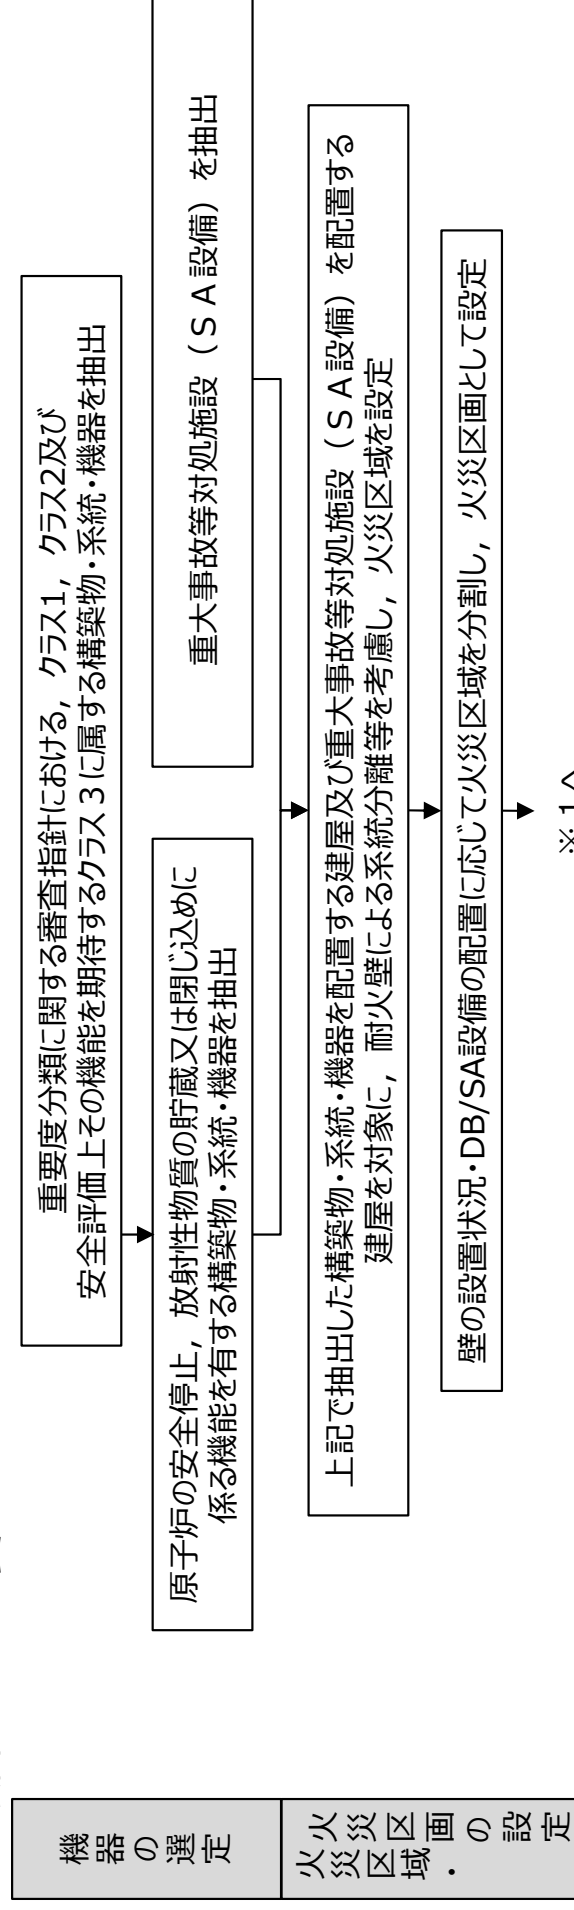 機器の選定
重要度分類に関する審査指針における，クラス1，クラス2及び
安全評価上その機能を期待するクラス３に属する構築物・系統・機器を抽出
原子炉の安全停止，放射性物質の貯蔵又は閉じ込めに
係る機能を有する構築物・系統・機器を抽出
重大事故等対処施設（ＳＡ設備）を抽出
火災区域・
火災区画の設定
上記で抽出した構築物・系統・機器を配置する建屋及び重大事故等対処施設（ＳＡ設備）を配置する
建屋を対象に，耐火壁による系統分離等を考慮し，火災区域を設定
壁の設置状況・DB/SA設備の配置に応じて火災区域を分割し，火災区画として設定
※１へ